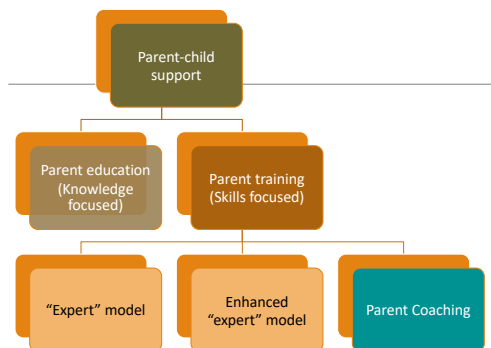 Parent-child
support
Parent education
(Knowledge
focused)
Parent training
(Skills focused)
“Expert” model
Enhanced
“expert” model
Parent Coaching